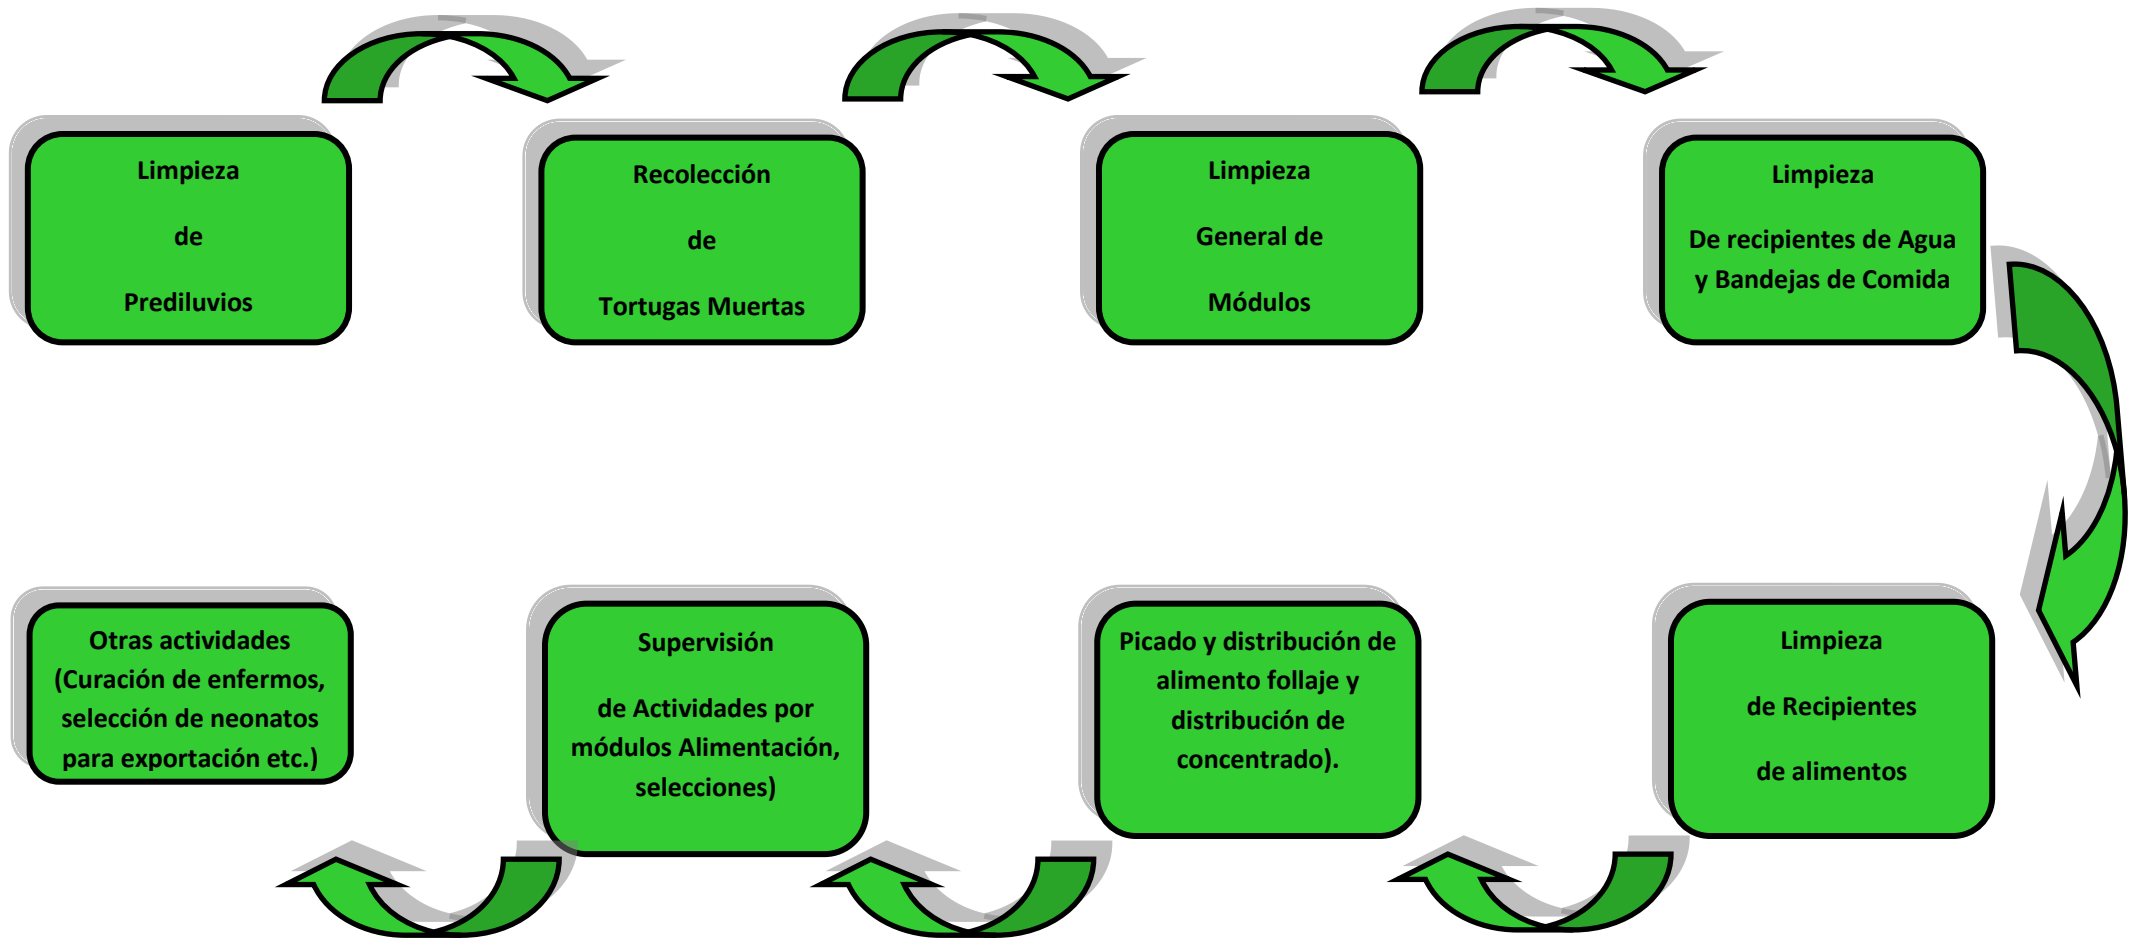 Limpieza
de
Prediluvios
Recolección
de
Tortugas Muertas
Limpieza
General de
Módulos
Limpieza
De recipientes de Agua
y Bandejas de Comida
Limpieza
de Recipientes
de alimentos
Picado y distribución de
alimento follaje y
distribución de
concentrado).
Supervisión
de Actividades por
módulos Alimentación,
selecciones)
Otras actividades
(Curación de enfermos,
selección de neonatos
para exportación etc.)